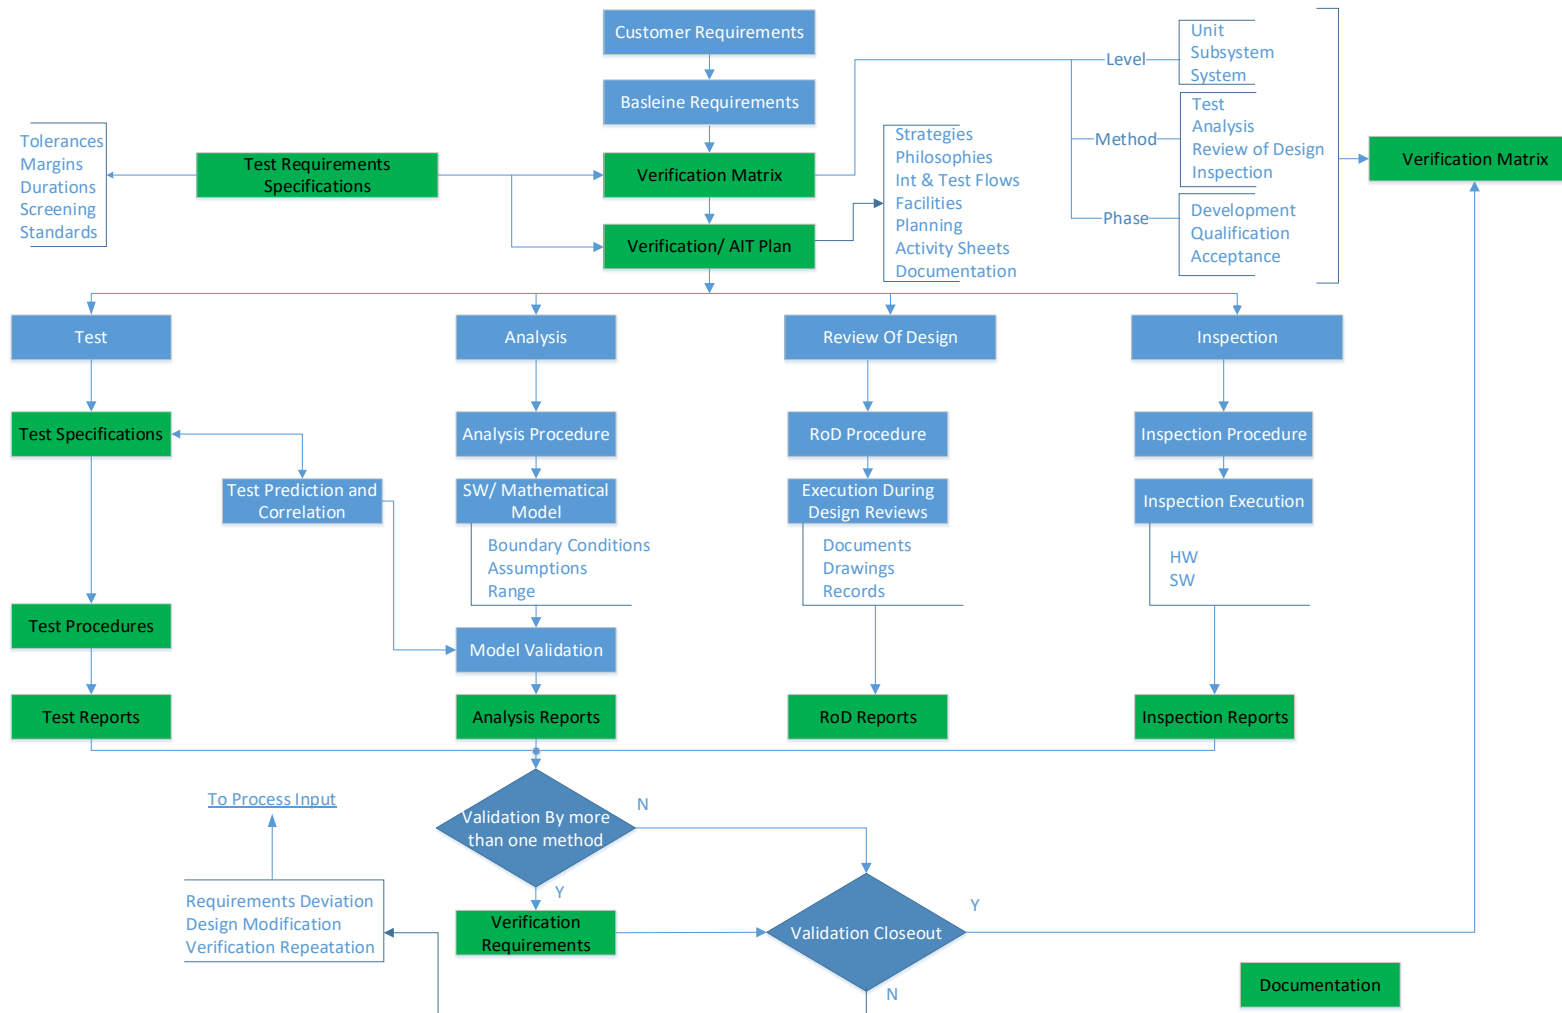 Customer Requirements
Basleine Requirements
Verification Matrix
Verification/ AIT Plan
Test Requirements
Specifications
Tolerances
Margins
Durations
Screening
Standards
Strategies
Philosophies
Int & Test Flows
Facilities
Planning
Activity Sheets
Documentation
Level
Unit
Subsystem
System
Method
Test
Analysis
Review of Design
Inspection
Phase
Development
Qualification
Acceptance
Verification Matrix
Test
Analysis
Review Of Design
Inspection
Test Specifications
Analysis Procedure
RoD Procedure
Inspection Procedure
Test Prediction and
Correlation
SW/ Mathematical
Model
Execution During
Design Reviews
Inspection Execution
Boundary Conditions
Assumptions
Range
Documents
Drawings
Records
HW
SW
Test Procedures
Model Validation
Test Reports
Analysis Reports
RoD Reports
Inspection Reports
To Process Input
Validation By more
than one method
N
Y
Requirements Deviation
Design Modification
Verification Repeatation
Verification
Requirements
Validation Closeout
Y
N
Documentation